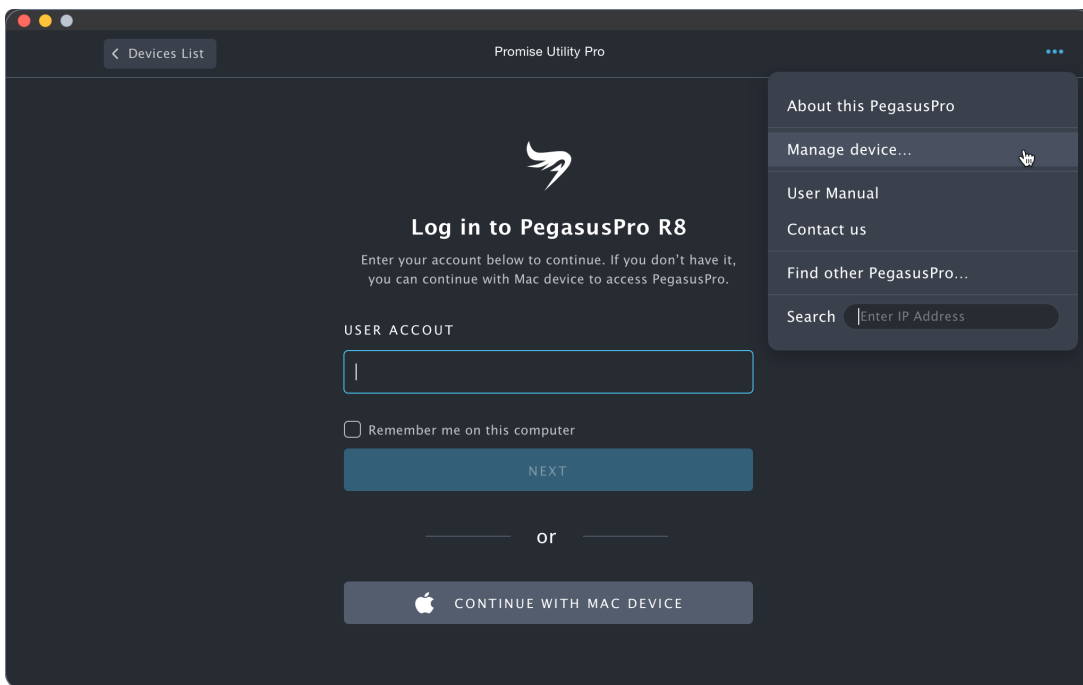 Devices List
Promise Utility Pro
About this PegasusPro
Manage device...
User Manual
Contact us
Find other PegasusPro...
Search Enter IP Address
Log in to PegasusPro R8
Enter your account below to continue. If you don't have it,
you can continue with Mac device to access PegasusPro.
USER ACCOUT
Remember me on this computer
NEXT
or
CONTINUE WITH MAC DEVICE